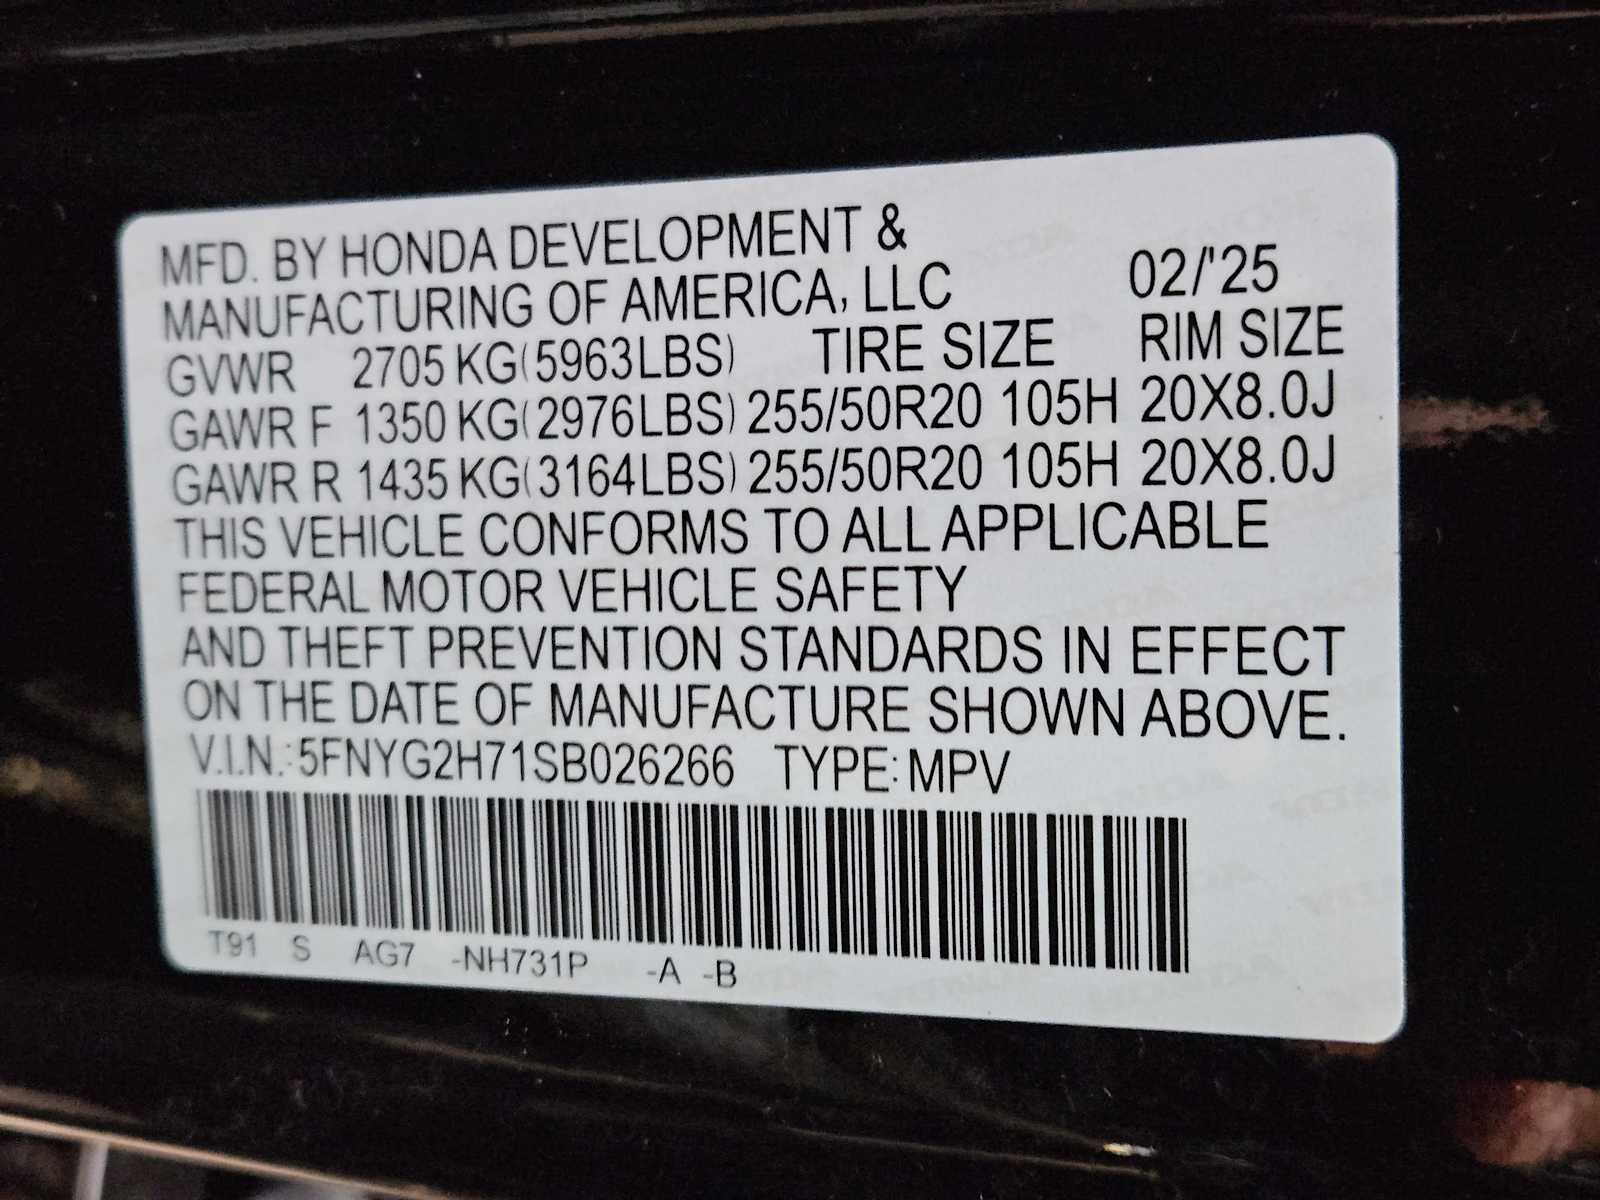 MFD. BY HONDA DEVELOPMENT &
MANUFACTURING OF AMERICA, LLC 02/'25
GVWR 2705 KG(5963LBS) TIRE SIZE RIM SIZE
GAWR F 1350 KG(2976LBS) 255/50R20 105H 20X8.0J
GAWR R 1435 KG(3164LBS) 255/50R20 105H 20X8.0J
THIS VEHICLE CONFORMS TO ALL APPLICABLE
FEDERAL MOTOR VEHICLE SAFETY
AND THEFT PREVENTION STANDARDS IN EFFECT
ON THE DATE OF MANUFACTURE SHOWN ABOVE.
V.I.N.: 5FNYG2H71SB026266 TYPE: MPV
T91 S AG7 -NH731P -A -B